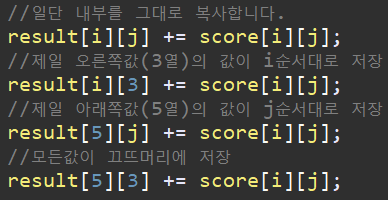 //일단 내부를 그대로 복사합니다.
result[i][j] += score[i][j];
//제일 오른쪽값(3열)의 값이 i순서대로 저장
result[i][3] += score[i][j];
//제일 아래쪽값(5열)의 값이 j순서대로 저장
result[5][j] += score[i][j];
//모든값이 끄뜨머리에 저장
result[5][3] += score[i][j];